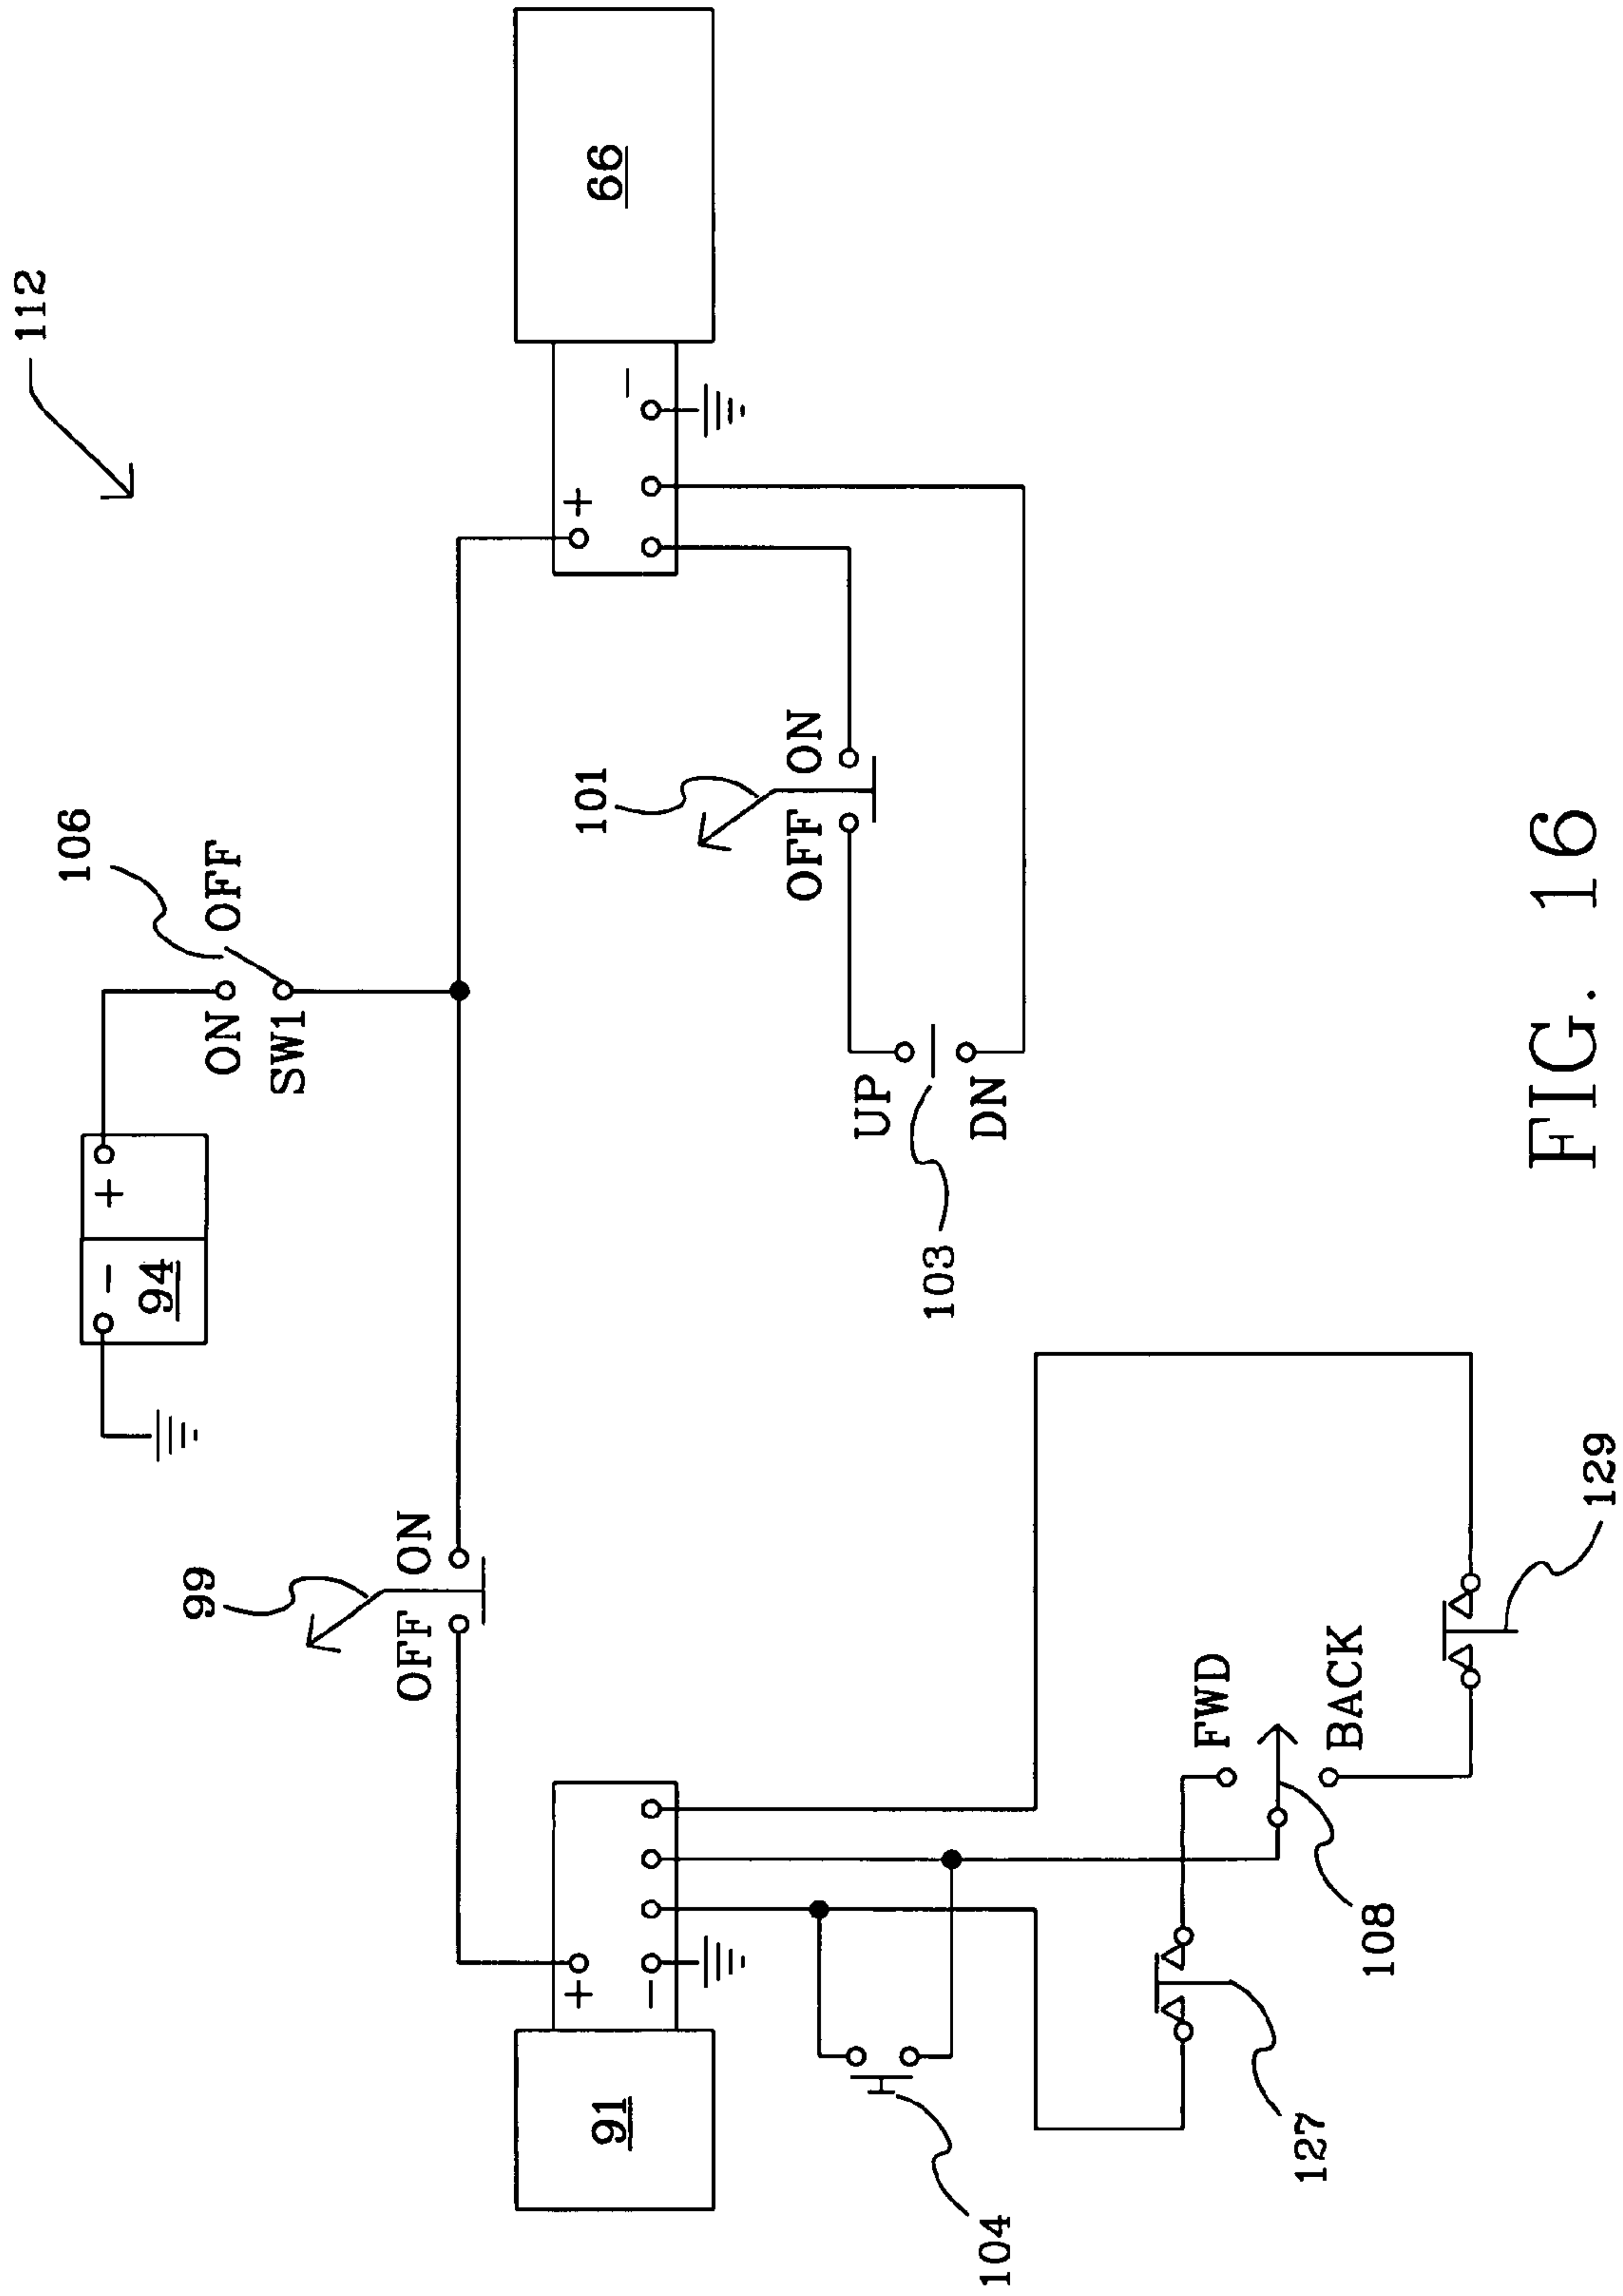 112
106
ON OFF
SW1
- +
94
99
OFF ON
+
-
91
+
-
66
101
OFF ON
UP
DN
103
104
FWD
BACK
127
108
129
FIG. 16